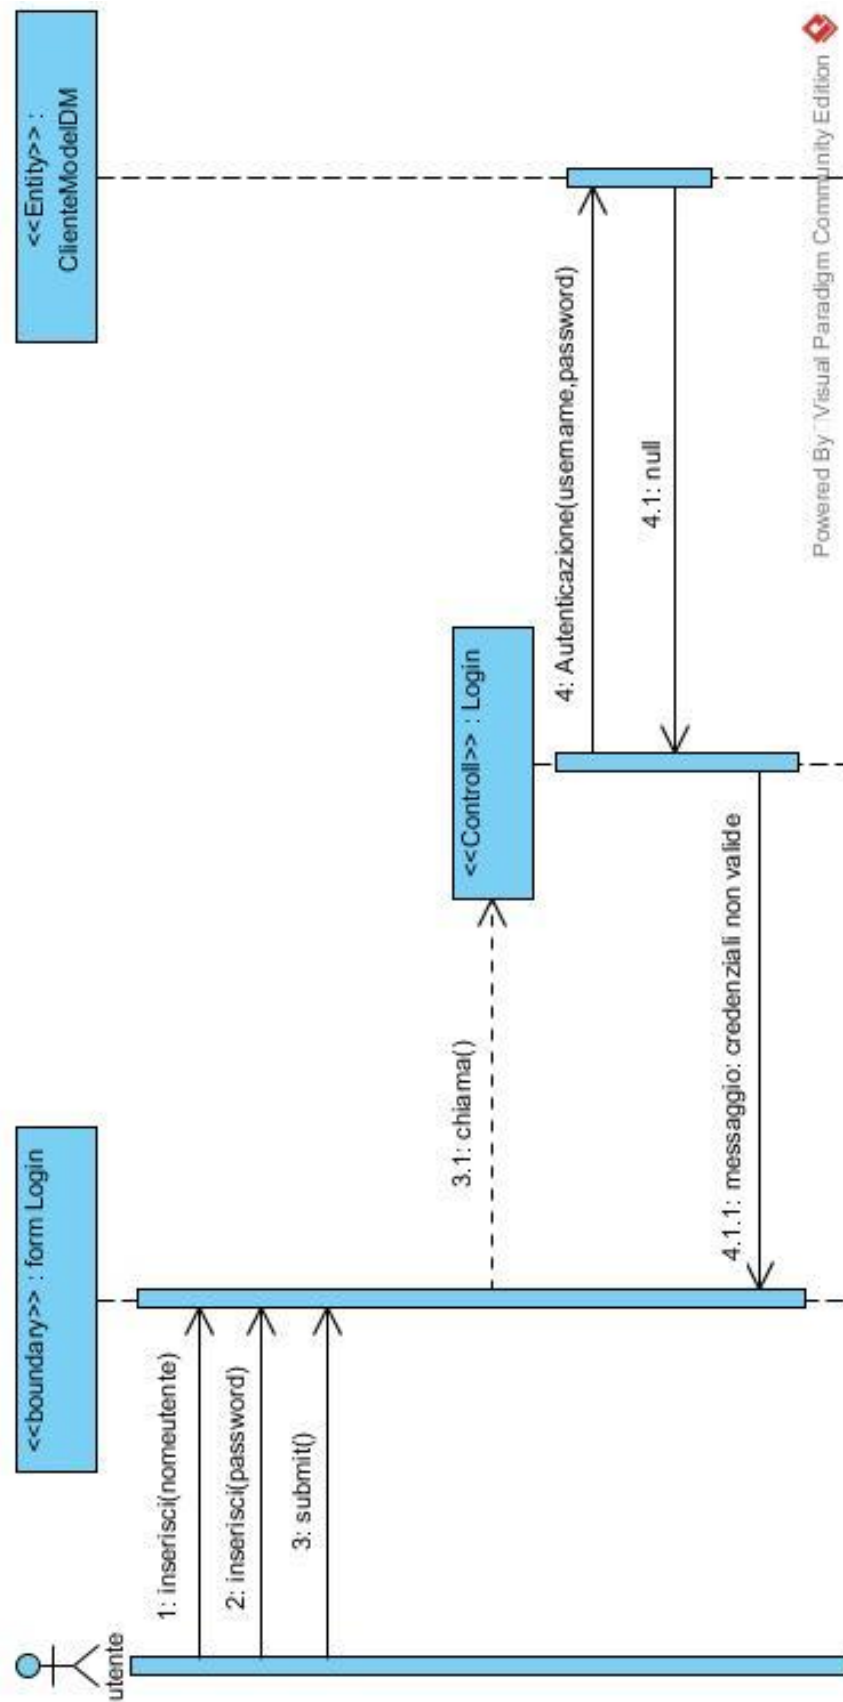 utente
<<boundary>> : form Login
<<Entity>> :
ClienteModelDM
1: inserisci(nomeutente)
2: inserisci(password)
3: submit()
3.1: chiama()
<<Controll>> : Login
4: Autenticazione(username,password)
4.1: null
4.1.1: messaggio: credenziali non valide
Powered By Visual Paradigm Community Edition